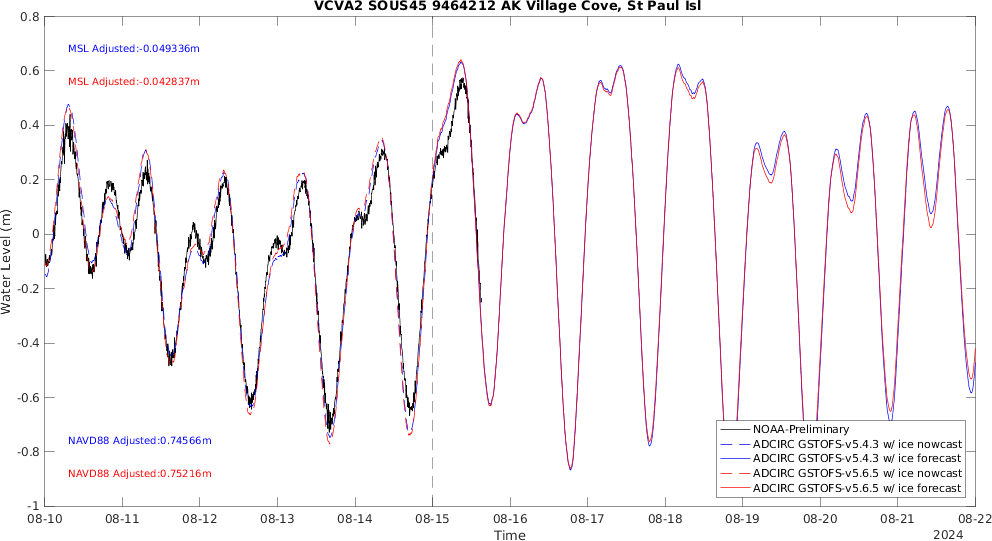 VCVA2 SOUS45 9464212 AK Village Cove, St Paul Isl
MSL Adjusted:-0.049336m
MSL Adjusted:-0.042837m
NAVD88 Adjusted:0.74566m
NAVD88 Adjusted:0.75216m
Water Level (m)
0.8
0.6
0.4
0.2
0
-0.2
-0.4
-0.6
-0.8
-1
NOAA-Preliminary
ADCIRC GSTOFS-v5.4.3 w/ ice nowcast
ADCIRC GSTOFS-v5.4.3 w/ ice forecast
ADCIRC GSTOFS-v5.6.5 w/ ice nowcast
ADCIRC GSTOFS-v5.6.5 w/ ice forecast
08-10 08-11 08-12 08-13 08-14 08-15 08-16 08-17 08-18 08-19 08-20 08-21 08-22
Time
2024